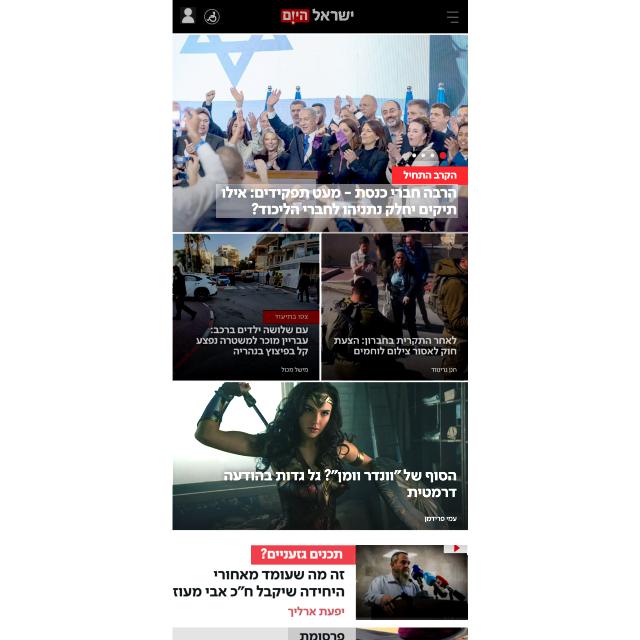 ישראל היום
הקרב התחיל
הרבה חברי כנסת - מעט תפקידים: אילו
תיקים יחלק נתניהו לחברי הליכוד?
לאחר התקרית בחברון: הצעת
חוק לאסור צילום לוחמים
חנן גרינווד
צפו בתיעוד
עם שלושה ילדים ברכב:
עבריין מוכר למשטרה נפצע
קל בפיצוץ בנהריה
מישל מכול
הסוף של "וונדר וומן"? גל גדות בהודעה
דרמטית
עמי פרידמן
תכנים גזעניים?
זה מה שעומד מאחורי
היחידה שיקבל ח"כ אבי מעוז
יפעת ארליך
פרסומת